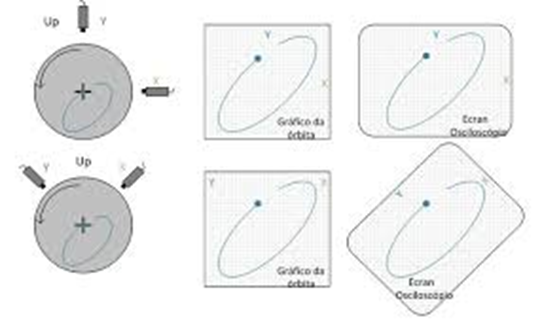 Up
Y
X
Y
X
Gráfico da
órbita
Y
X
Ecran
Osciloscópio
Up
Y
X
Y
X
Gráfico da
órbita
Y
X
Ecran
Osciloscópio